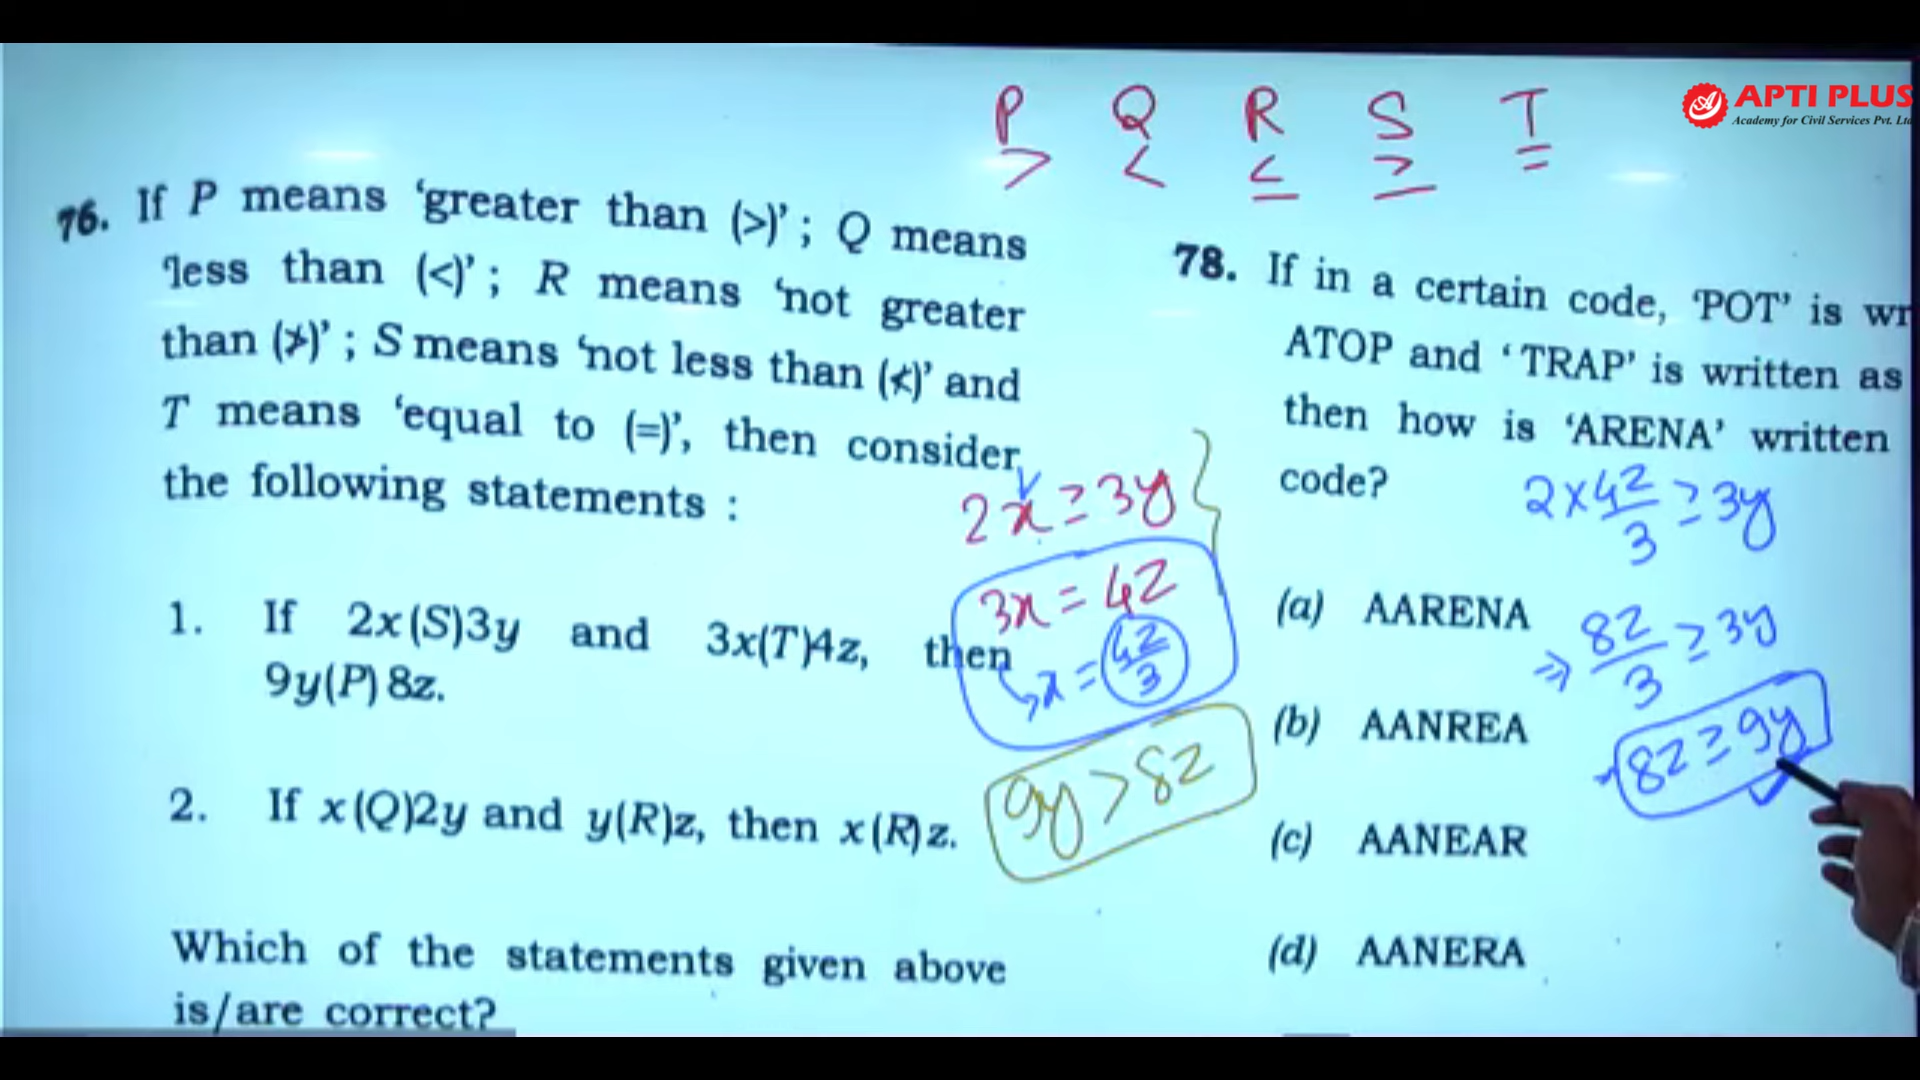 APTI PLUS
Academy for Civil Services Pvt. Lt
P Q R S T
> < ≤ ≥ =
76. If P means ‘greater than (>)’ ; Q means
‘less than (<)’ ; R means ‘not greater
than (≯)’ ; S means ‘not less than (≮)’ and
T means ‘equal to (=)’, then consider
the following statements :
2x ≥ 3y
3x = 4z
x = 4z/3
1. If 2x(S)3y and 3x(T)4z, then
9y(P) 8z.
9y > 8z
2. If x(Q)2y and y(R)z, then x(R)z.
Which of the statements given above
is/are correct?
78. If in a certain code, ‘POT’ is wr
ATOP and ‘TRAP’ is written as
then how is ‘ARENA’ written
code?
2 × 4z/3 ≥ 3y
(a) AARENA
⇒ 8z/3 ≥ 3y
(b) AANREA
8z ≥ 9y
(c) AANEAR
(d) AANERA